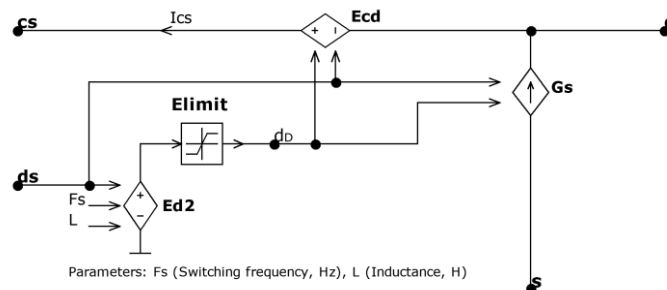 cs
Ics
Ecd
+ −
Gs
Elimit
dD
ds
Fs
L
+
−
Ed2
s
Parameters: Fs (Switching frequency, Hz), L (Inductance, H)